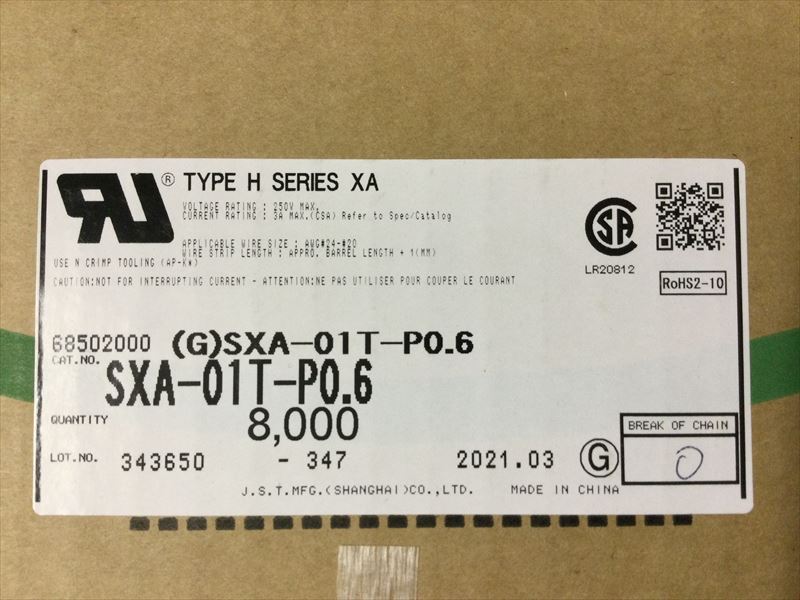 ® TYPE H SERIES XA
VOLTAGE RATING : 250V MAX.
CURRENT RATING : 3A MAX.(CSA) Refer to Spec/Catalog
APPLICABLE WIRE SIZE : AWG#24-#20
WIRE STRIP LENGTH : APPRO. BARREL LENGTH + 1(MM)
USE N CRIMP TOOLING (AP-K*)
CAUTION:NOT FOR INTERRUPTING CURRENT - ATTENTION:NE PAS UTILISER POUR COUPER LE COURANT
SA
LR20812
RoHS2-10
68502000 (G)SXA-01T-P0.6
CAT.NO. SXA-01T-P0.6
QUANTITY 8,000
LOT.NO. 343650 - 347 2021.03 G
BREAK OF CHAIN
0
J.S.T.MFG.(SHANGHAI)CO.,LTD. MADE IN CHINA